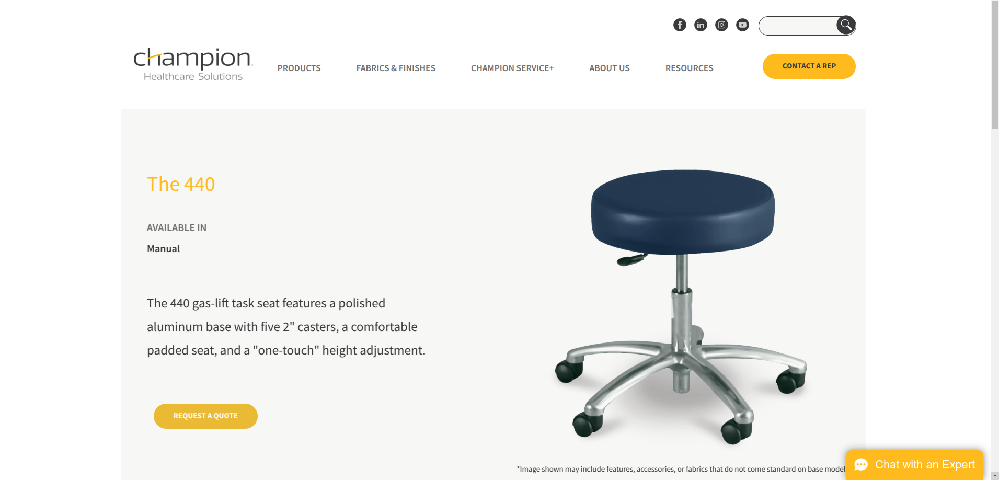 champion
Healthcare Solutions
PRODUCTS
FABRICS & FINISHES
CHAMPION SERVICE+
ABOUT US
RESOURCES
CONTACT A REP
The 440
AVAILABLE IN
Manual
The 440 gas-lift task seat features a polished
aluminum base with five 2" casters, a comfortable
padded seat, and a "one-touch" height adjustment.
REQUEST A QUOTE
*Image shown may include features, accessories, or fabrics that do not come standard on base model.
Chat with an Expert